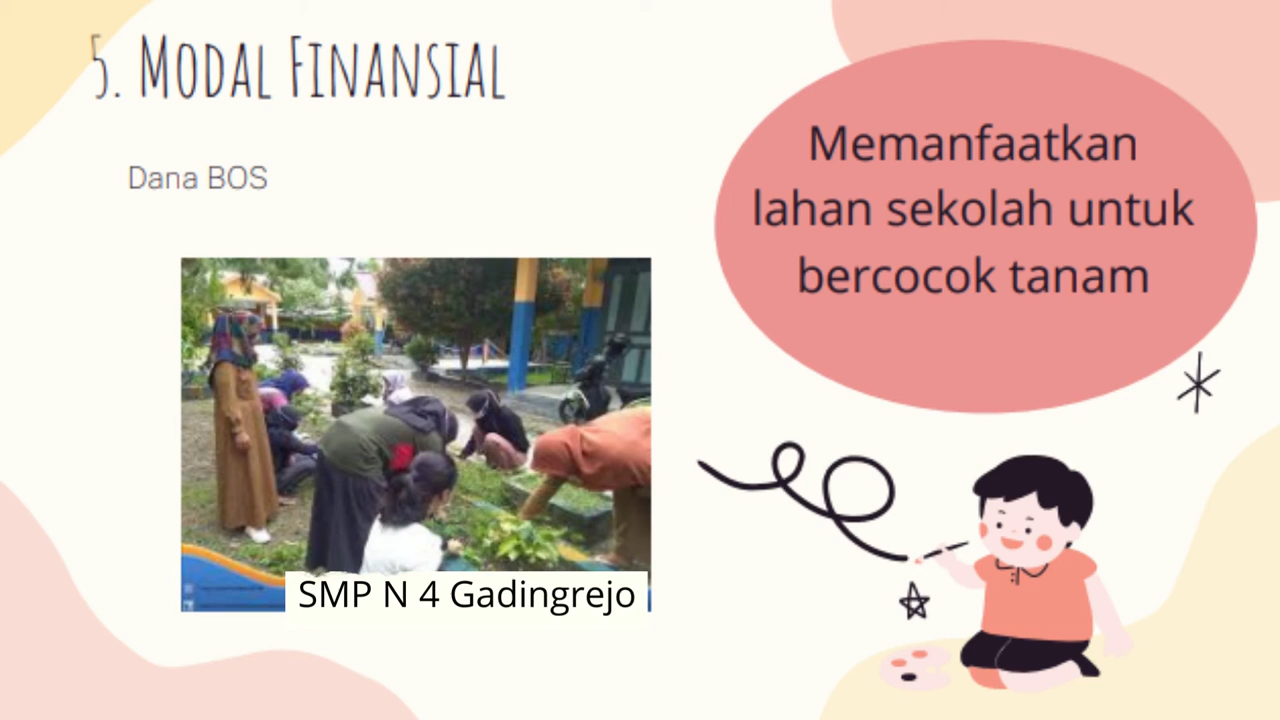 5. Modal Finansial
Dana BOS
Memanfaatkan
lahan sekolah untuk
bercocok tanam
SMP N 4 Gadingrejo